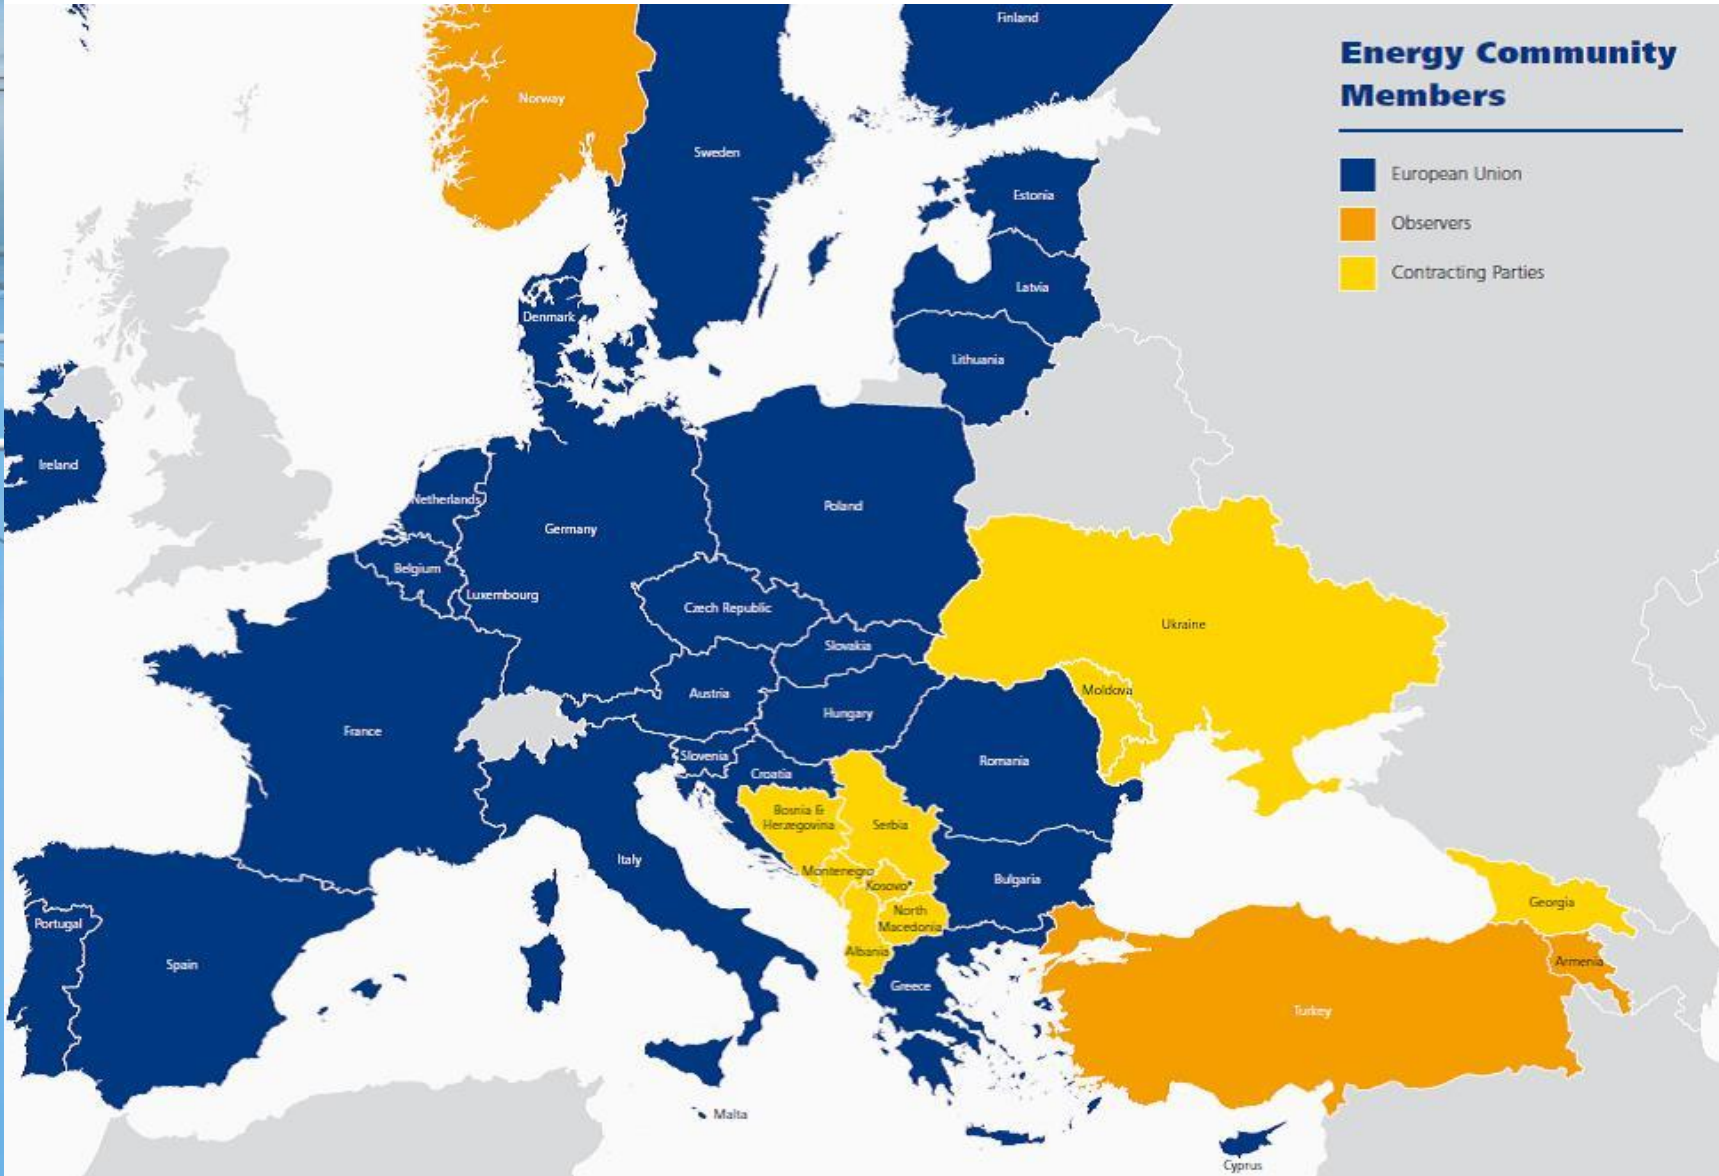 Energy Community
Members
European Union
Observers
Contracting Parties
Finland
Norway
Sweden
Estonia
Latvia
Denmark
Lithuania
Ireland
Netherlands
Poland
Germany
Belgium
Luxembourg
Czech Republic
Ukraine
Slovakia
Austria
Moldova
Hungary
France
Slovenia
Romania
Croatia
Bosnia &
Herzegovina
Serbia
Italy
Montenegro
Kosovo*
Bulgaria
Georgia
North
Macedonia
Portugal
Albania
Armenia
Spain
Greece
Turkey
Malta
Cyprus